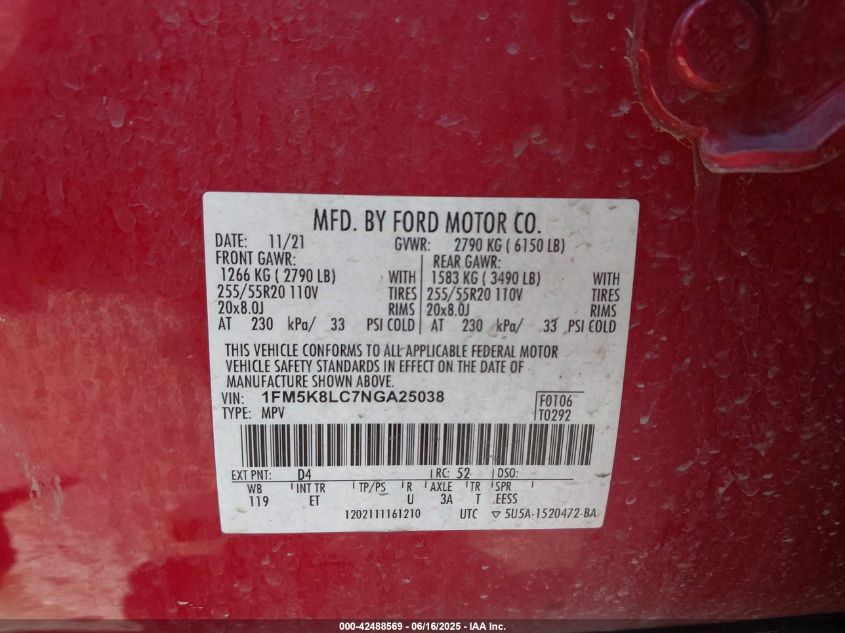 MFD. BY FORD MOTOR CO.
DATE: 11/21 GVWR: 2790 KG ( 6150 LB)
FRONT GAWR: REAR GAWR:
1266 KG ( 2790 LB) WITH 1583 KG ( 3490 LB) WITH
255/55R20 110V TIRES 255/55R20 110V TIRES
20x8.0J RIMS 20x8.0J RIMS
AT 230 kPa/ 33 PSI COLD AT 230 kPa/ 33 PSI COLD
THIS VEHICLE CONFORMS TO ALL APPLICABLE FEDERAL MOTOR
VEHICLE SAFETY STANDARDS IN EFFECT ON THE DATE OF
MANUFACTURE SHOWN ABOVE.
VIN: 1FM5K8LC7NGA25038 F0106
TYPE: MPV T0292
EXT PNT: D4 RC: 52 DSO:
WB INT TR TP/PS R AXLE TR SPR
119 ET U 3A T EESS
1202111161210 UTC ▽ 5U5A-1520472-BA
000-42488569 - 06/16/2025 - IAA Inc.